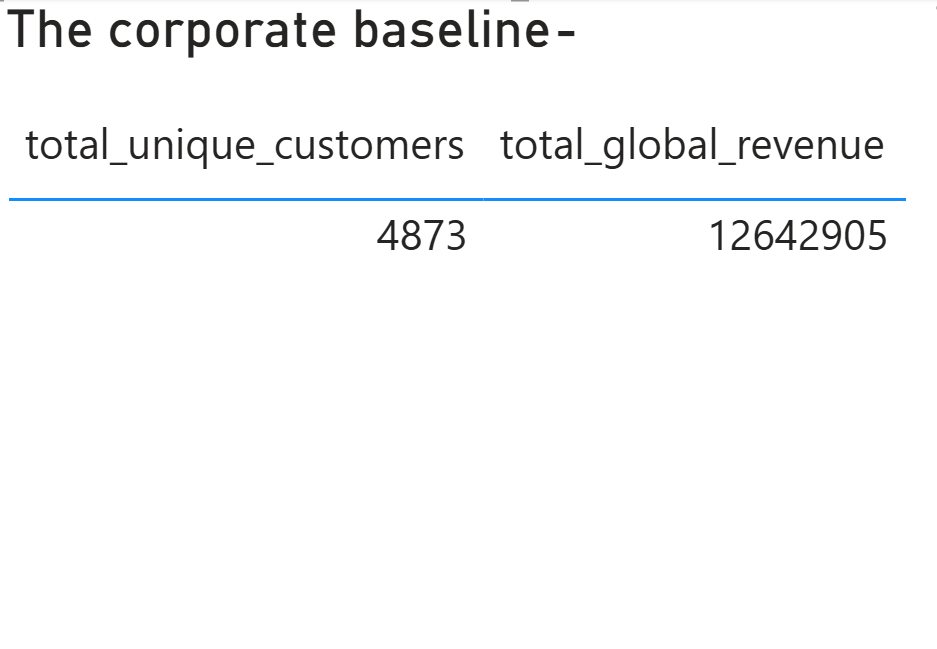 The corporate baseline-
total_unique_customers total_global_revenue
4873 12642905